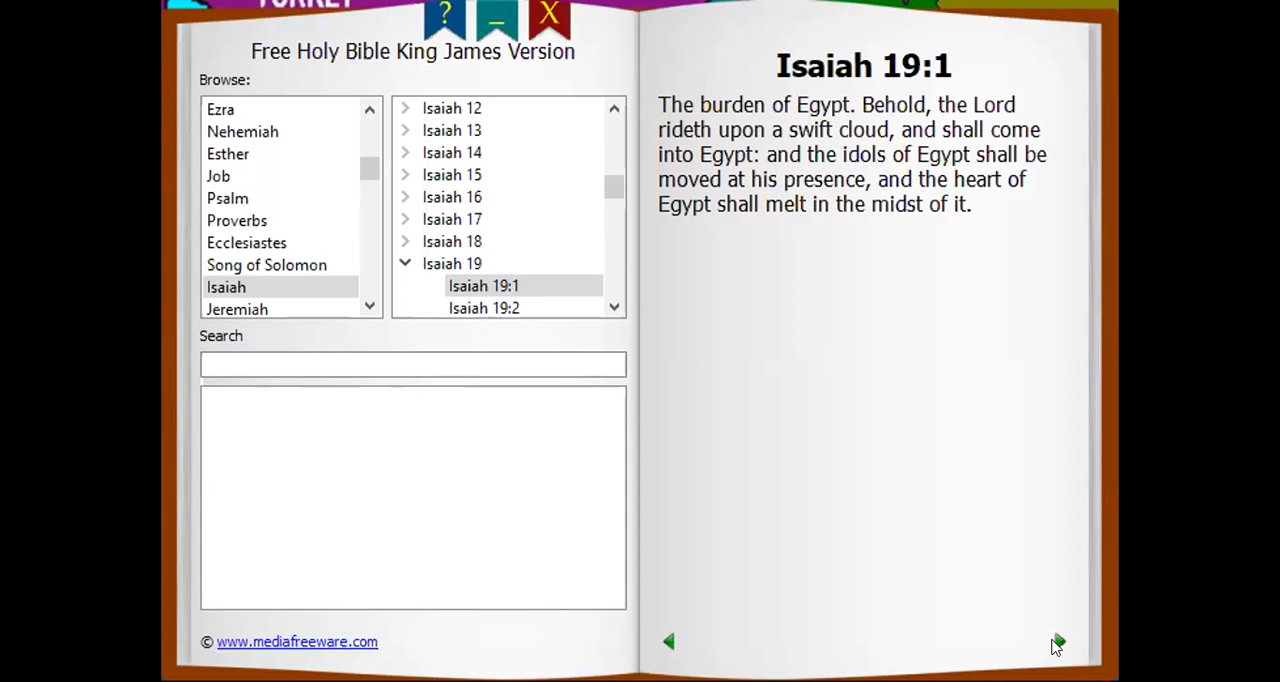 TURKEY
? _ X
Free Holy Bible King James Version
Browse:
Ezra
Nehemiah
Esther
Job
Psalm
Proverbs
Ecclesiastes
Song of Solomon
Isaiah
Jeremiah
Isaiah 12
Isaiah 13
Isaiah 14
Isaiah 15
Isaiah 16
Isaiah 17
Isaiah 18
Isaiah 19
Isaiah 19:1
Isaiah 19:2
Search
© www.mediafreeware.com
Isaiah 19:1
The burden of Egypt. Behold, the Lord
rideth upon a swift cloud, and shall come
into Egypt: and the idols of Egypt shall be
moved at his presence, and the heart of
Egypt shall melt in the midst of it.